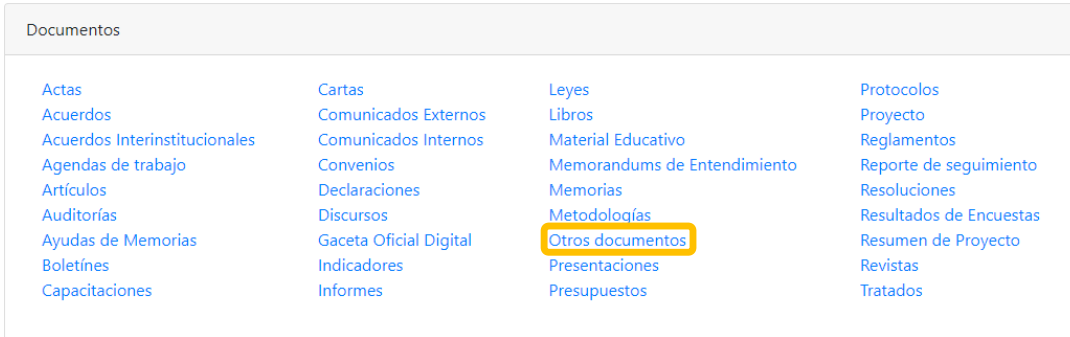 Documentos
Actas
Acuerdos
Acuerdos Interinstitucionales
Agendas de trabajo
Artículos
Auditorías
Ayudas de Memorias
Boletínes
Capacitaciones
Cartas
Comunicados Externos
Comunicados Internos
Convenios
Declaraciones
Discursos
Gaceta Oficial Digital
Indicadores
Informes
Leyes
Libros
Material Educativo
Memorandums de Entendimiento
Memorias
Metodologías
Otros documentos
Presentaciones
Presupuestos
Protocolos
Proyecto
Reglamentos
Reporte de seguimiento
Resoluciones
Resultados de Encuestas
Resumen de Proyecto
Revistas
Tratados